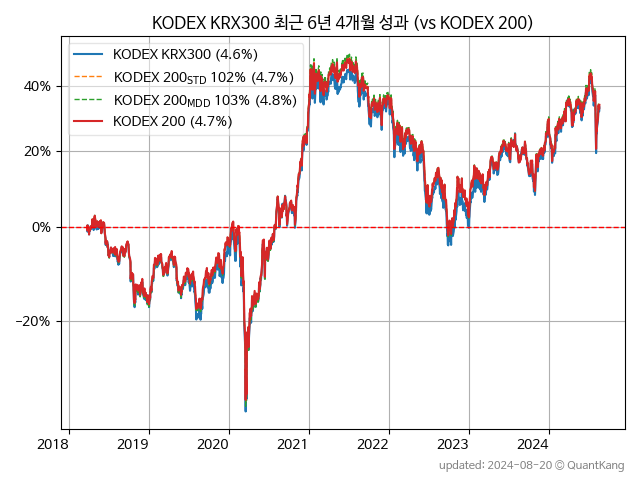 KODEX KRX300 최근 6년 4개월 성과 (vs KODEX 200)
KODEX KRX300 (4.6%)
KODEX 200STD 102% (4.7%)
KODEX 200MDD 103% (4.8%)
KODEX 200 (4.7%)
40%
20%
0%
−20%
2018 2019 2020 2021 2022 2023 2024
updated: 2024-08-20 © QuantKang